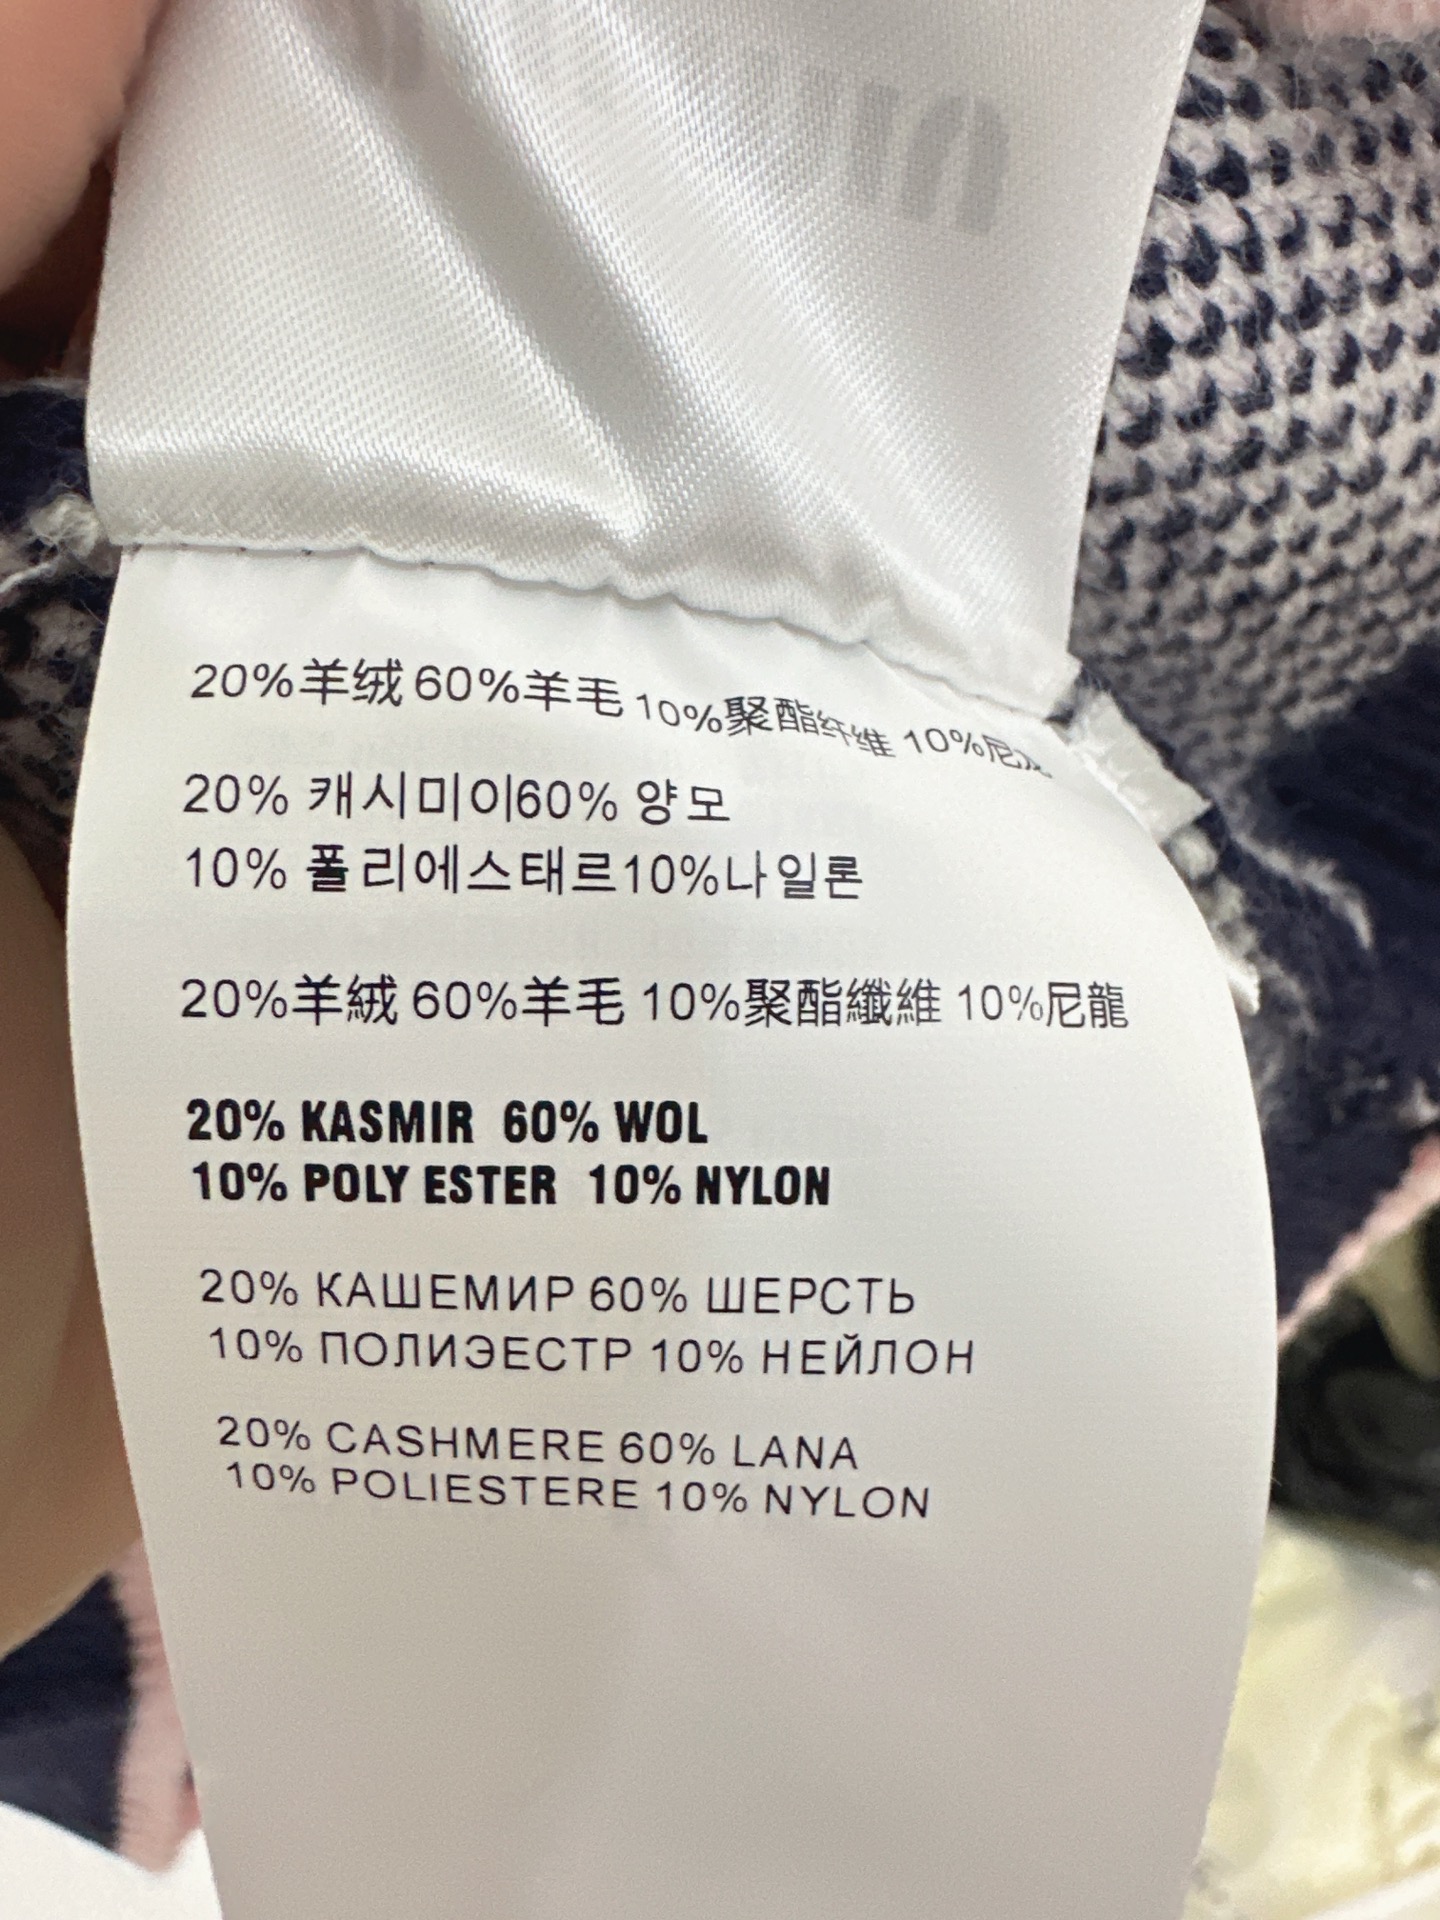 20%羊绒 60%羊毛 10%聚酯纤维 10%尼龙
20% 캐시미이60% 양모
10% 폴리에스태르10%나일론
20%羊絨 60%羊毛 10%聚酯纖維 10%尼龍
20% KASMIR 60% WOL
10% POLY ESTER 10% NYLON
20% КАШЕМИР 60% ШЕРСТЬ
10% ПОЛИЭЕСТР 10% НЕЙЛОН
20% CASHMERE 60% LANA
10% POLIESTERE 10% NYLON